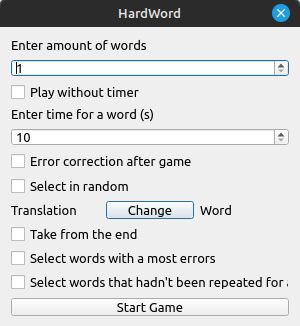 HardWord
Enter amount of words
1
Play without timer
Enter time for a word (s)
10
Error correction after game
Select in random
Translation Change Word
Take from the end
Select words with a most errors
Select words that hadn't been repeated for
Start Game